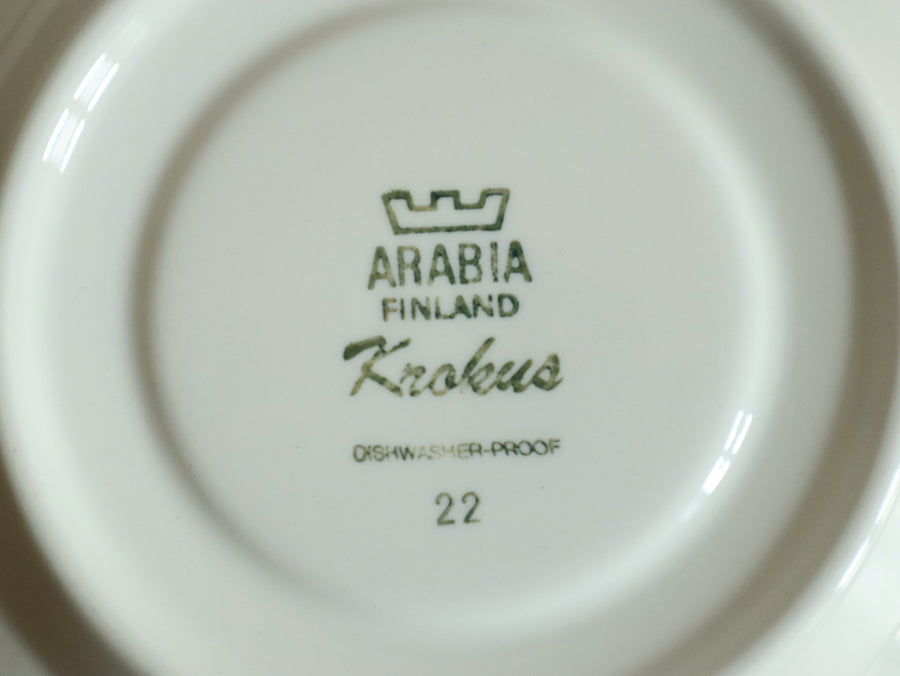 ARABIA
FINLAND
Krokus
DISHWASHER-PROOF
22